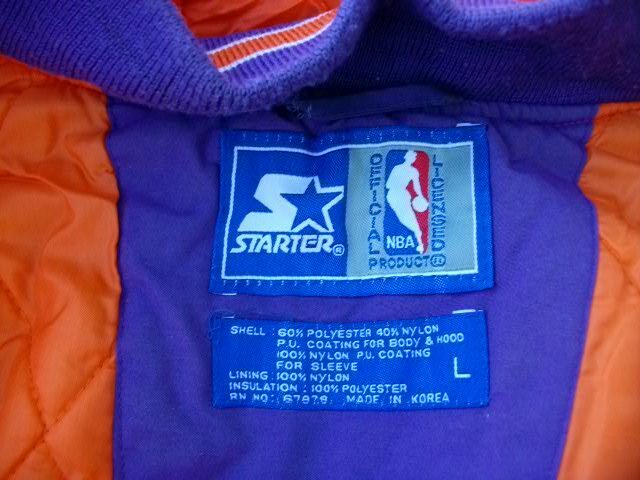 STARTER®
OFFICIAL
LICENSED
NBA
PRODUCT®
SHELL : 60% POLYESTER 40% NYLON
P.U. COATING FOR BODY & HOOD
100% NYLON P.U. COATING
FOR SLEEVE
LINING : 100% NYLON
INSULATION : 100% POLYESTER
RN NO : 67979 MADE IN KOREA
L